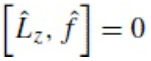 [L̂_z, f̂] = 0